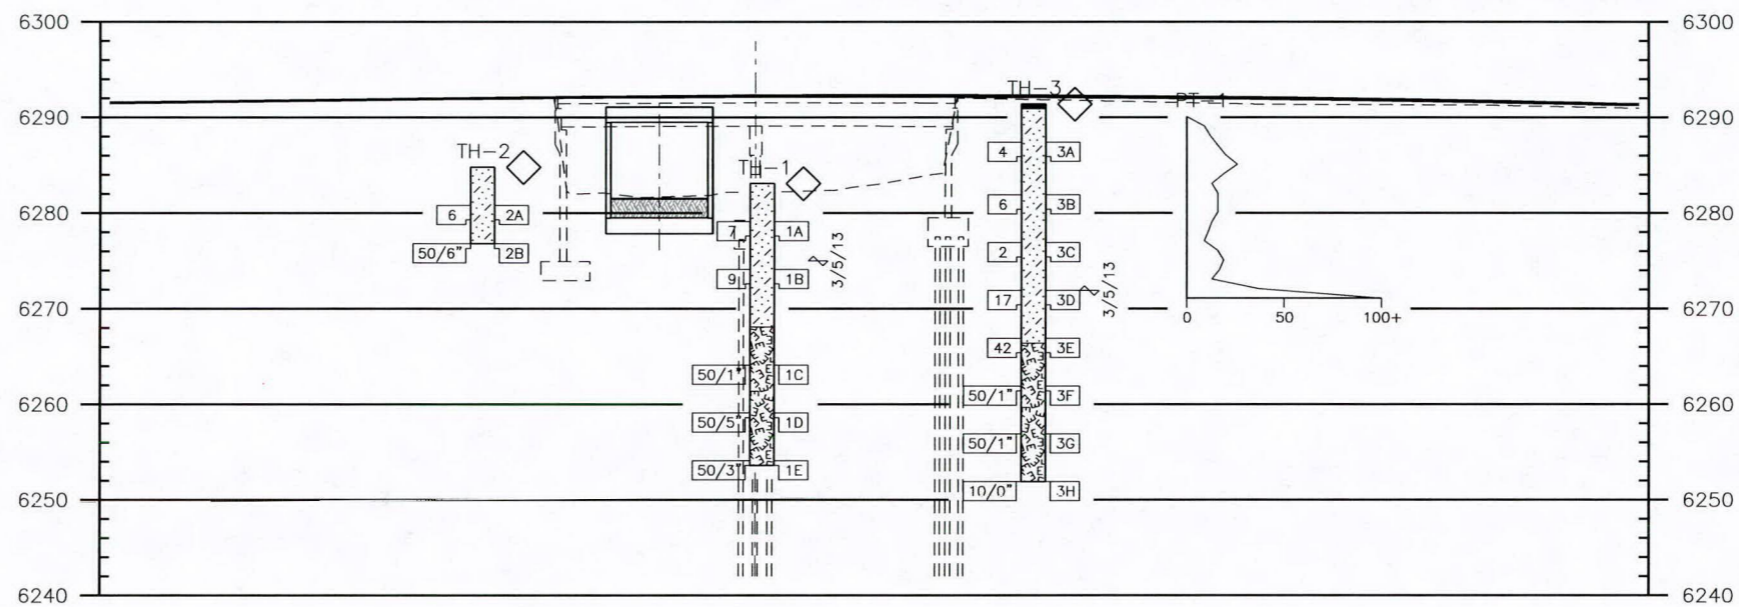 6300 6300
TH-3
PT-1
6290 6290
TH-2
4 3A
TH-1
6 3B
6 2A
6280 6280
7 1A
50/6" 2B
2 3C
3/5/13
9 1B
3/5/13
17 3D
6270 6270
0 50 100+
42 3E
50/1" 1C
50/1" 3F
6260 6260
50/5" 1D
50/1" 3G
50/3" 1E
10/0" 3H
6250 6250
6240 6240